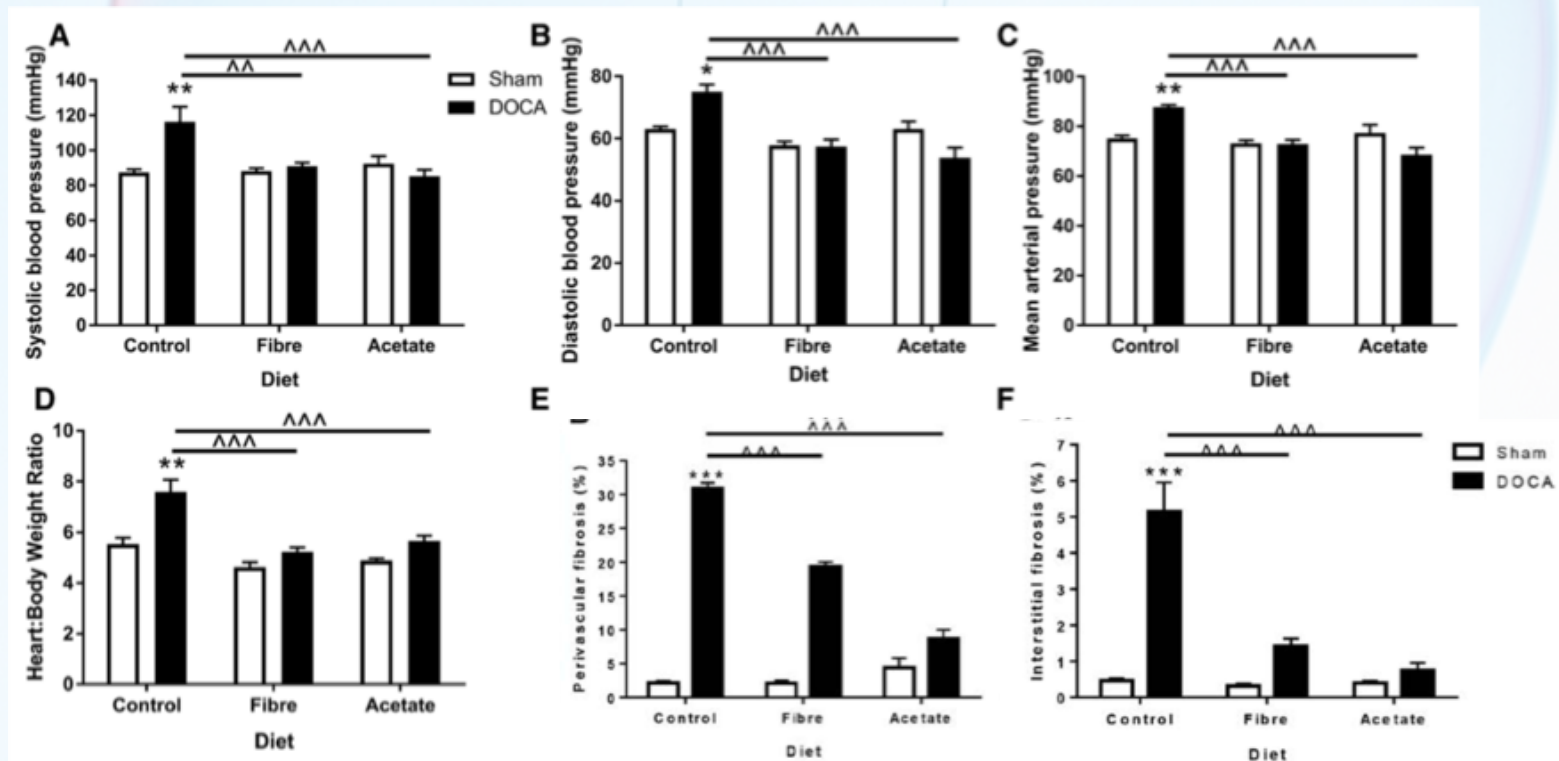 A
Systolic blood pressure (mmHg)
140
120
100
80
60
40
20
0
^^^
^^
**
Sham
DOCA
Control Fibre Acetate
Diet
B
Diastolic blood pressure (mmHg)
80
60
40
20
0
^^^
^^^
*
Control Fibre Acetate
Diet
C
Mean arterial pressure (mmHg)
100
80
60
40
20
0
^^^
^^^
**
Control Fibre Acetate
Diet
D
Heart:Body Weight Ratio
10
8
6
4
2
0
^^^
^^^
**
Control Fibre Acetate
Diet
E
Perivascular fibrosis (%)
35
30
25
20
15
10
5
0
^^^
^^^
***
Control Fibre Acetate
Diet
F
Interstitial fibrosis (%)
7
6
5
4
3
2
1
0
^^^
^^^
***
Sham
DOCA
Control Fibre Acetate
Diet